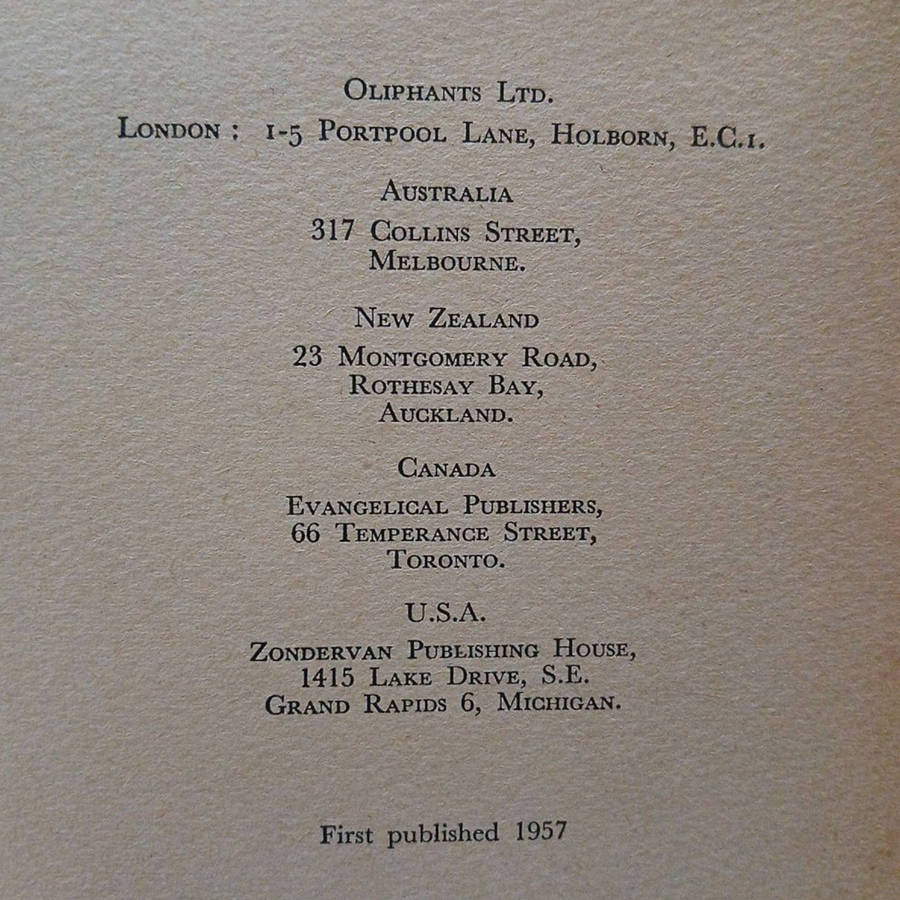 Oliphants Ltd.
London : 1-5 Portpool Lane, Holborn, E.C.1.
Australia
317 Collins Street,
Melbourne.
New Zealand
23 Montgomery Road,
Rothesay Bay,
Auckland.
Canada
Evangelical Publishers,
66 Temperance Street,
Toronto.
U.S.A.
Zondervan Publishing House,
1415 Lake Drive, S.E.
Grand Rapids 6, Michigan.
First published 1957